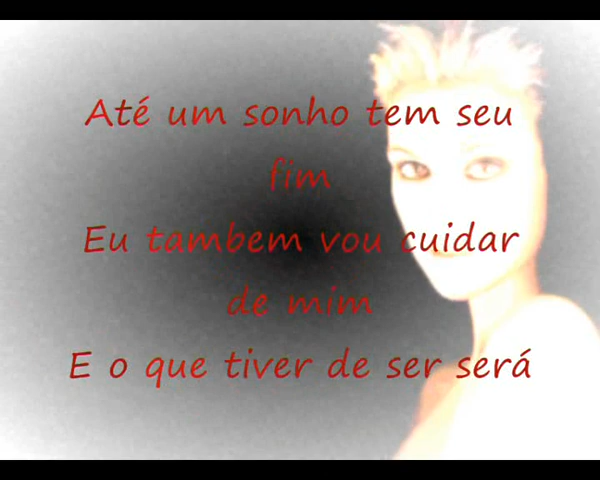 Até um sonho tem seu
fim
Eu tambem vou cuidar
de mim
E o que tiver de ser será